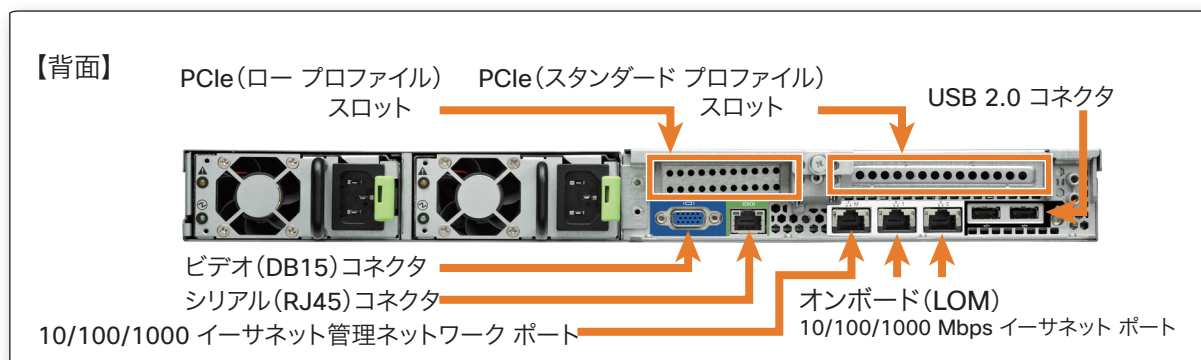 【背面】
PCIe(ロー プロファイル)
スロット
PCIe(スタンダード プロファイル)
スロット
USB 2.0 コネクタ
M
1
2
ビデオ(DB15)コネクタ
シリアル(RJ45)コネクタ
10/100/1000 イーサネット管理ネットワーク ポート
オンボード(LOM)
10/100/1000 Mbps イーサネット ポート